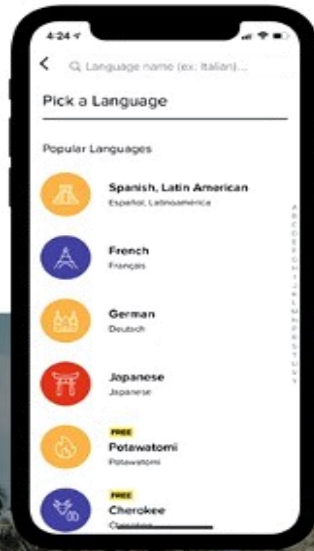 4:24
Language name (ex: Italian)...
Pick a Language
Popular Languages
Spanish, Latin American
Español, Latinoamérica
French
Français
German
Deutsch
Japanese
Japanese
FREE
Potawatomi
Potawatomi
FREE
Cherokee
Cherokee